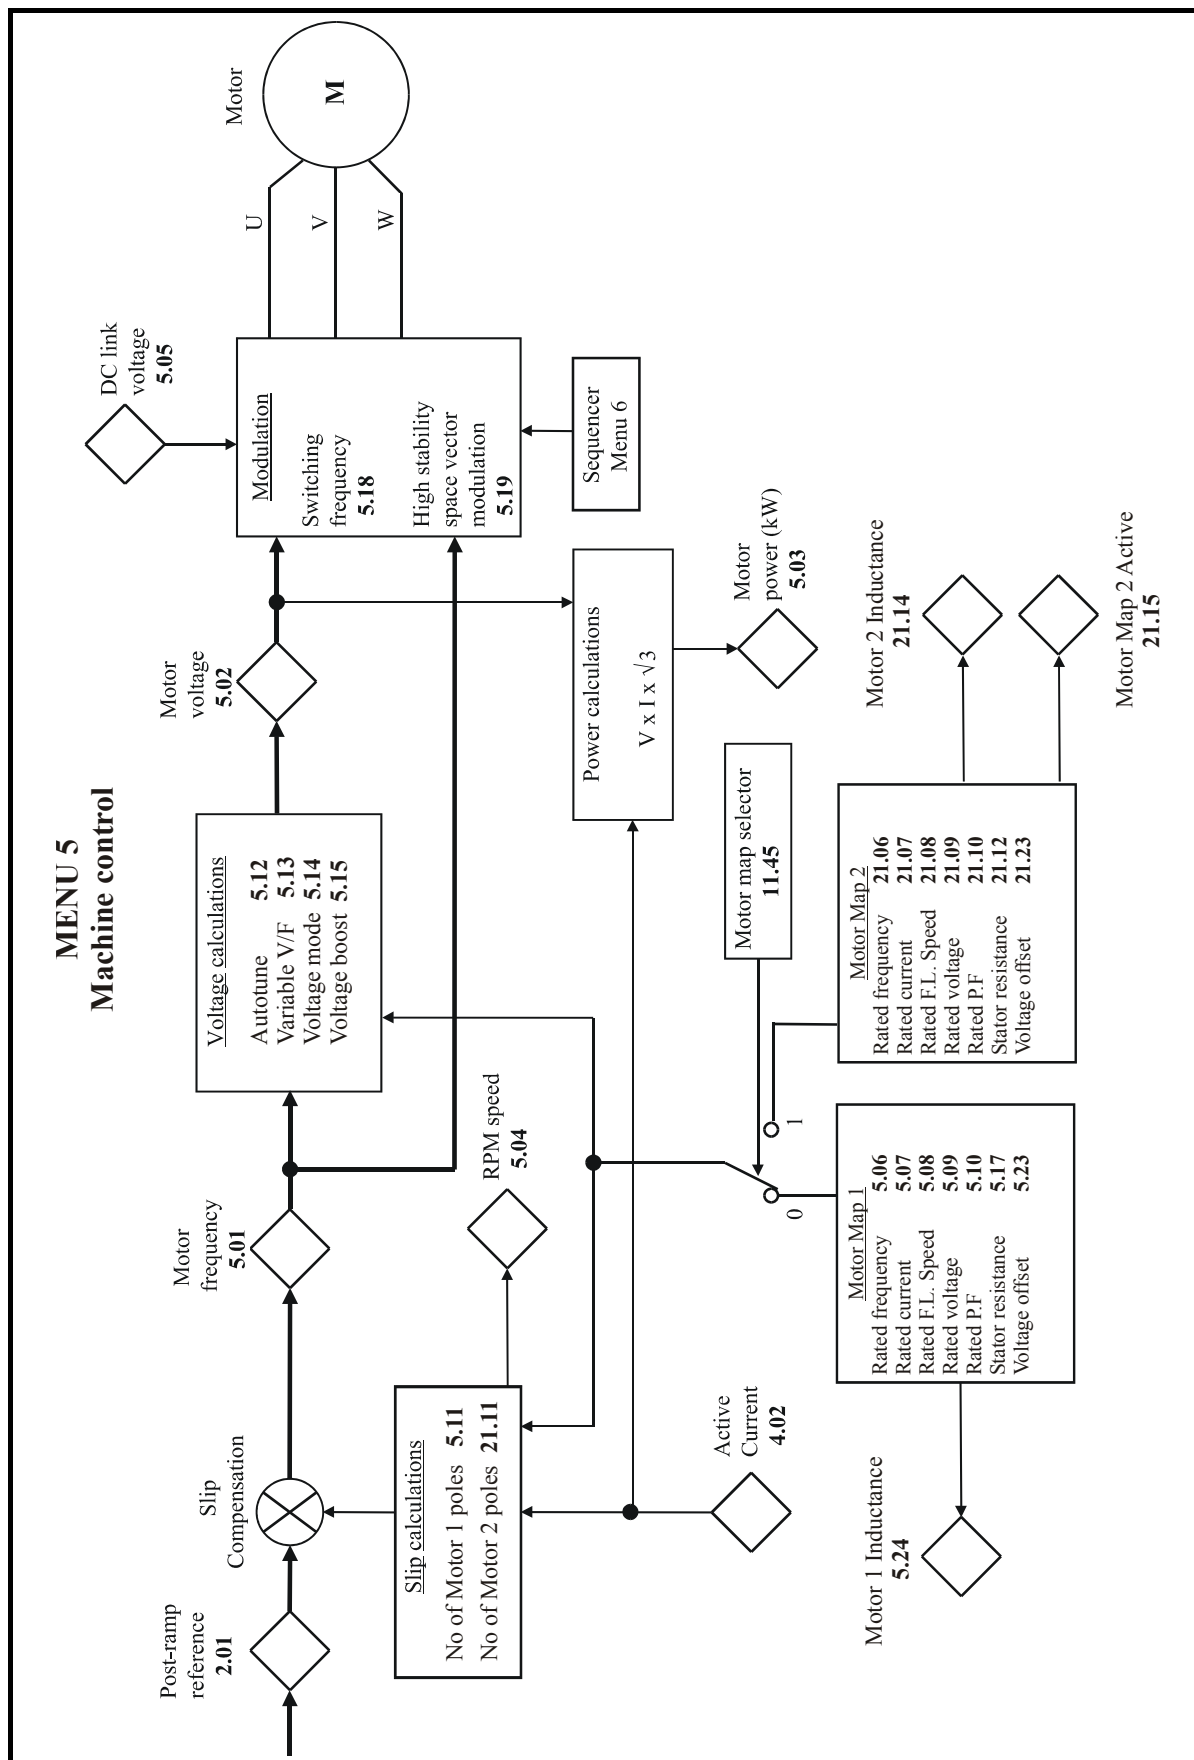 MENU 5
Machine control
Post-ramp
reference
2.01
Slip
Compensation
Motor
frequency
5.01
Voltage calculations
Autotune 5.12
Variable V/F 5.13
Voltage mode 5.14
Voltage boost 5.15
Motor
voltage
5.02
DC link
voltage
5.05
Modulation
Switching
frequency
5.18
High stability
space vector
modulation
5.19
U
V
W
Motor
M
Slip calculations
No of Motor 1 poles 5.11
No of Motor 2 poles 21.11
RPM speed
5.04
Power calculations
V x I x √3
Sequencer
Menu 6
Motor
power (kW)
5.03
Active
Current
4.02
Motor map selector
11.45
0
1
Motor 1 Inductance
5.24
Motor Map 1
Rated frequency 5.06
Rated current 5.07
Rated F.L. Speed 5.08
Rated voltage 5.09
Rated P.F 5.10
Stator resistance 5.17
Voltage offset 5.23
Motor Map 2
Rated frequency 21.06
Rated current 21.07
Rated F.L. Speed 21.08
Rated voltage 21.09
Rated P.F 21.10
Stator resistance 21.12
Voltage offset 21.23
Motor 2 Inductance
21.14
Motor Map 2 Active
21.15